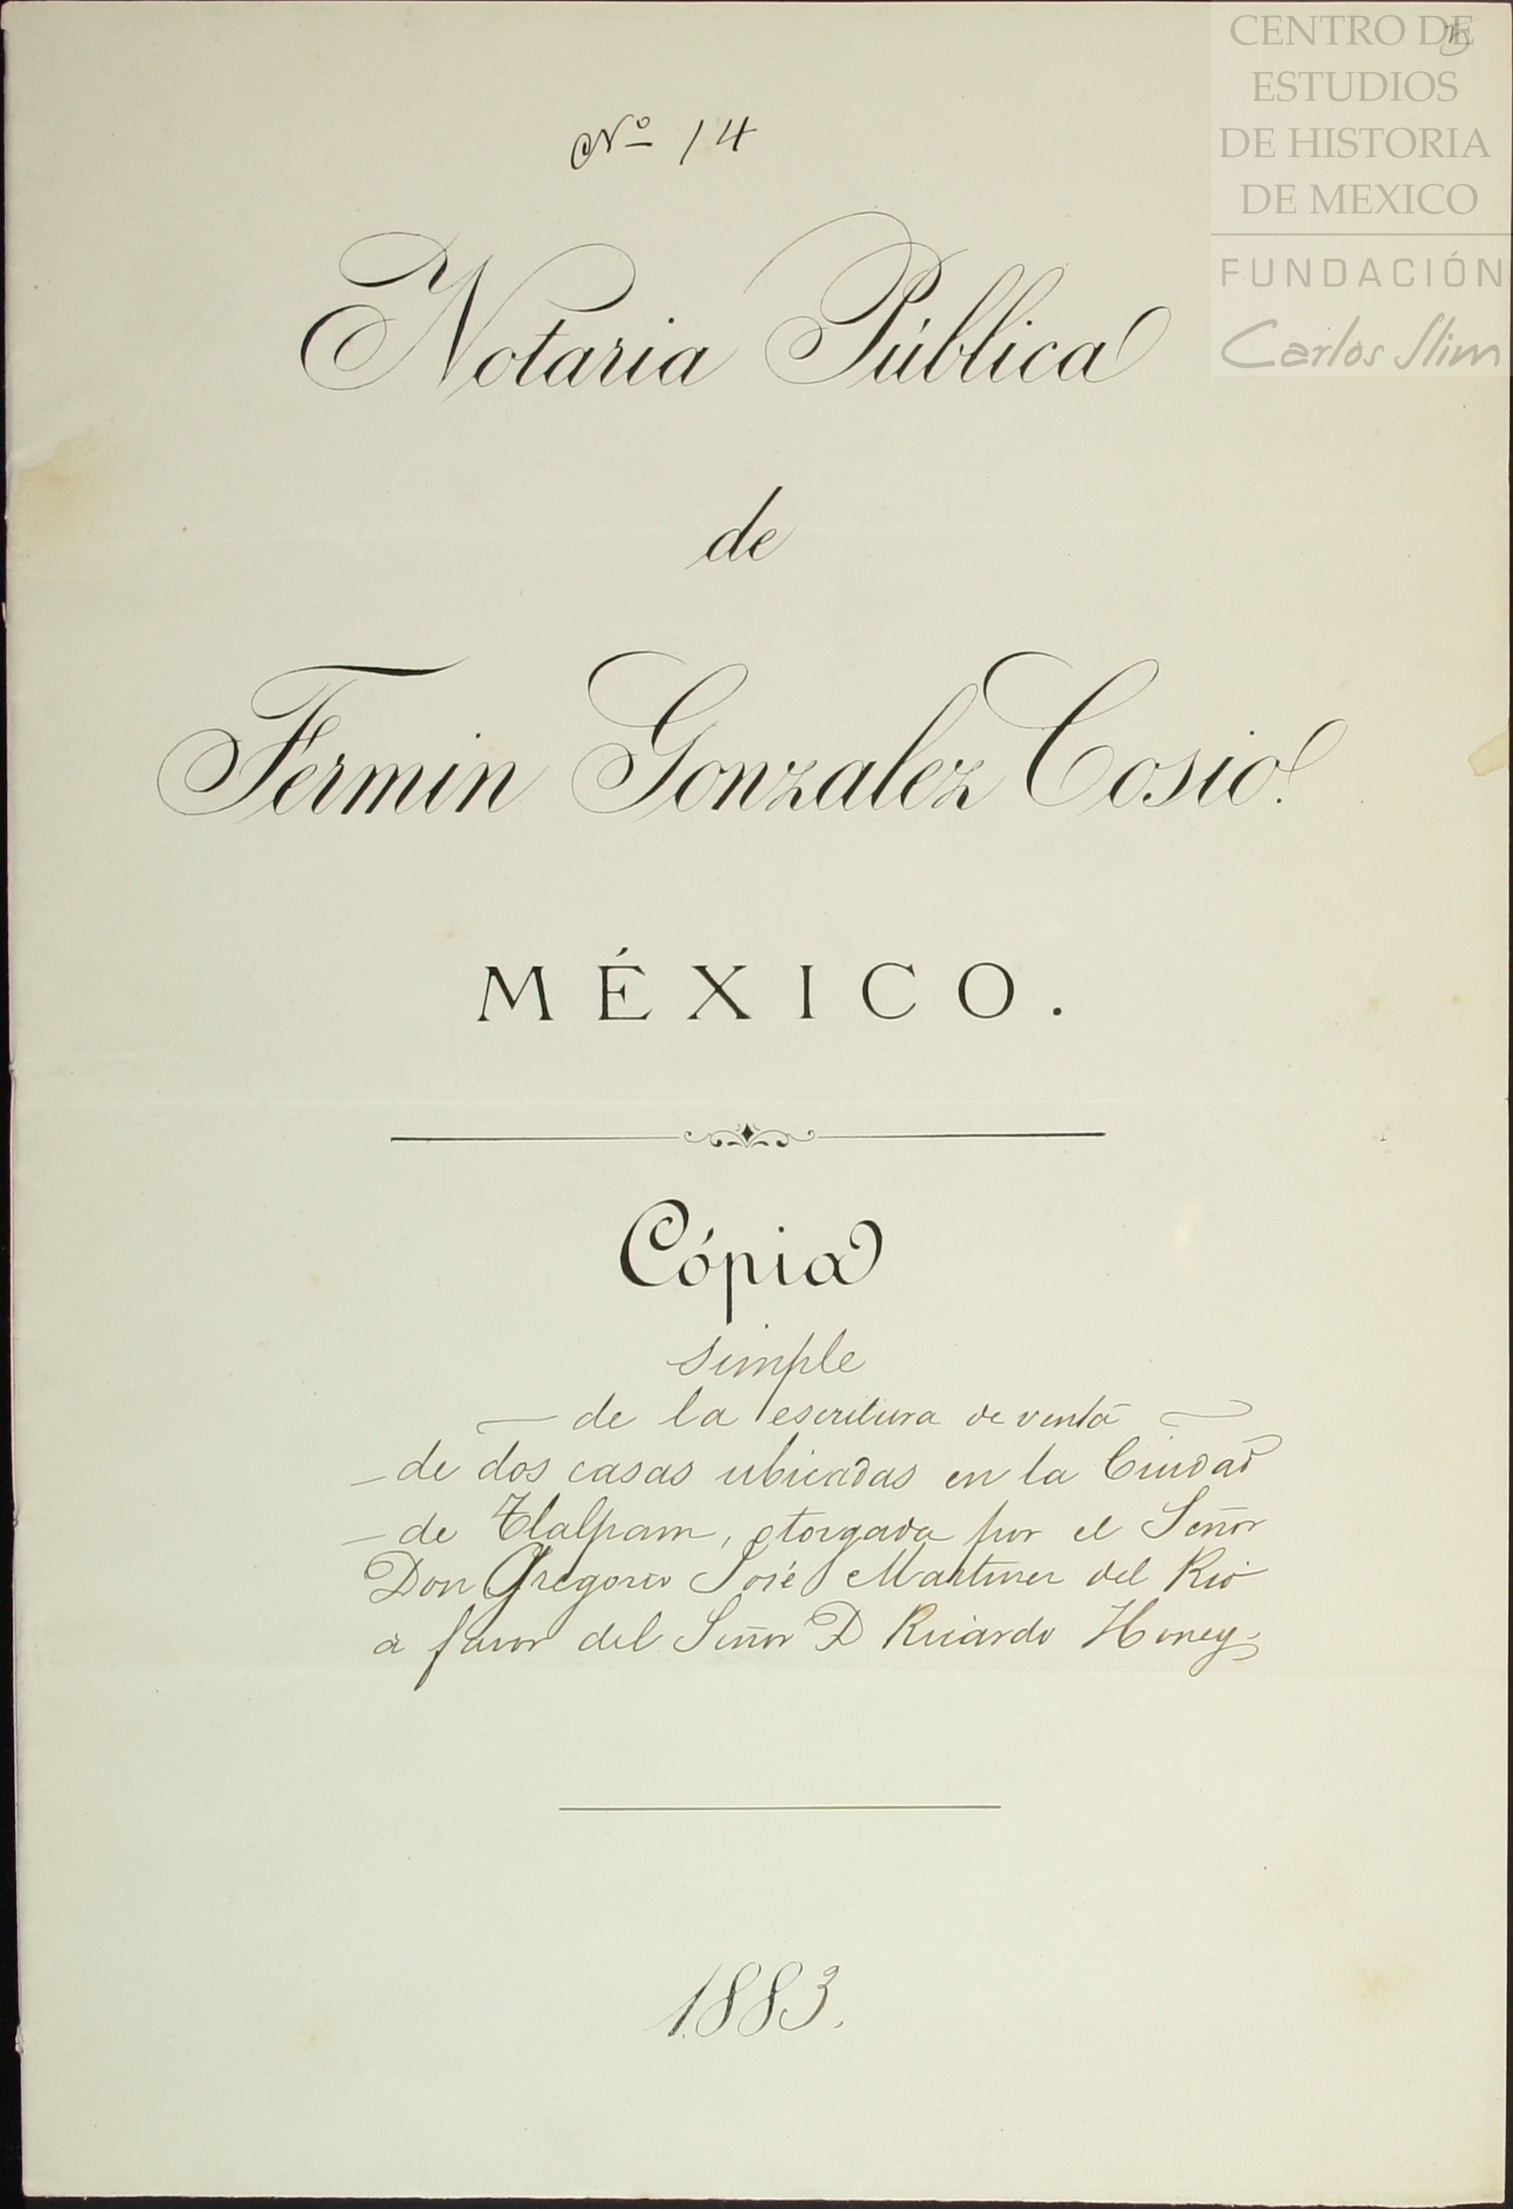 CENTRO DE
ESTUDIOS
DE HISTORIA
DE MEXICO
FUNDACIÓN
Carlos Slim
Nº 14
Notaria Pública
de
Fermin Gonzalez Cosio.
MÉXICO.
Cópia
simple
de la escritura de venta
de dos casas ubicadas en la Ciudad
de Tlalpam, otorgada por el Señor
Don Gregorio José Martinez del Rio
a favor del Señor D Ricardo Honey.
1883.